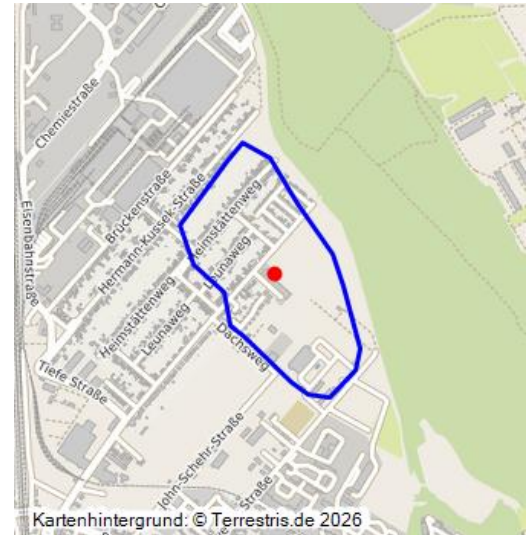 Chemiestraße
Eisenbahnstraße
Brückenstraße
Hermann-Kussek-Straße
Heimstättenweg
Leunaweg
Heimstättenweg
Leunaweg
Dachsweg
Tiefe Straße
John-Schehr-Straße
Straße
Kartenhintergrund: © Terrestris.de 2026